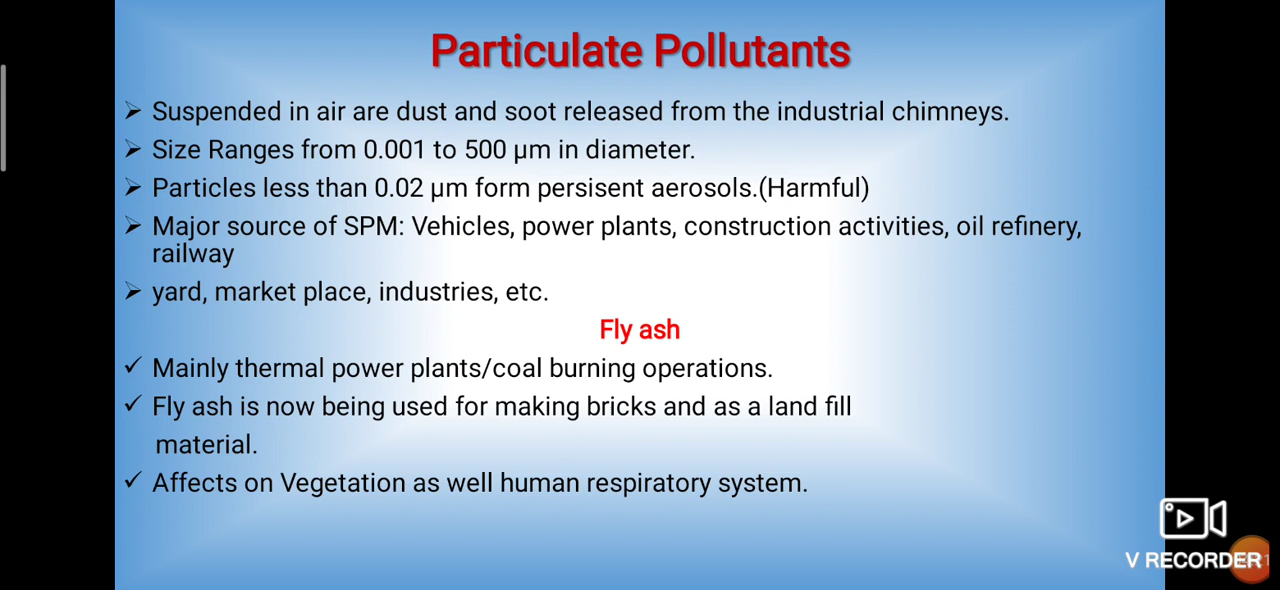 Particulate Pollutants
➢ Suspended in air are dust and soot released from the industrial chimneys.
➢ Size Ranges from 0.001 to 500 μm in diameter.
➢ Particles less than 0.02 μm form persisent aerosols.(Harmful)
➢ Major source of SPM: Vehicles, power plants, construction activities, oil refinery,
railway
➢ yard, market place, industries, etc.
Fly ash
✓ Mainly thermal power plants/coal burning operations.
✓ Fly ash is now being used for making bricks and as a land fill
material.
✓ Affects on Vegetation as well human respiratory system.
V RECORDER